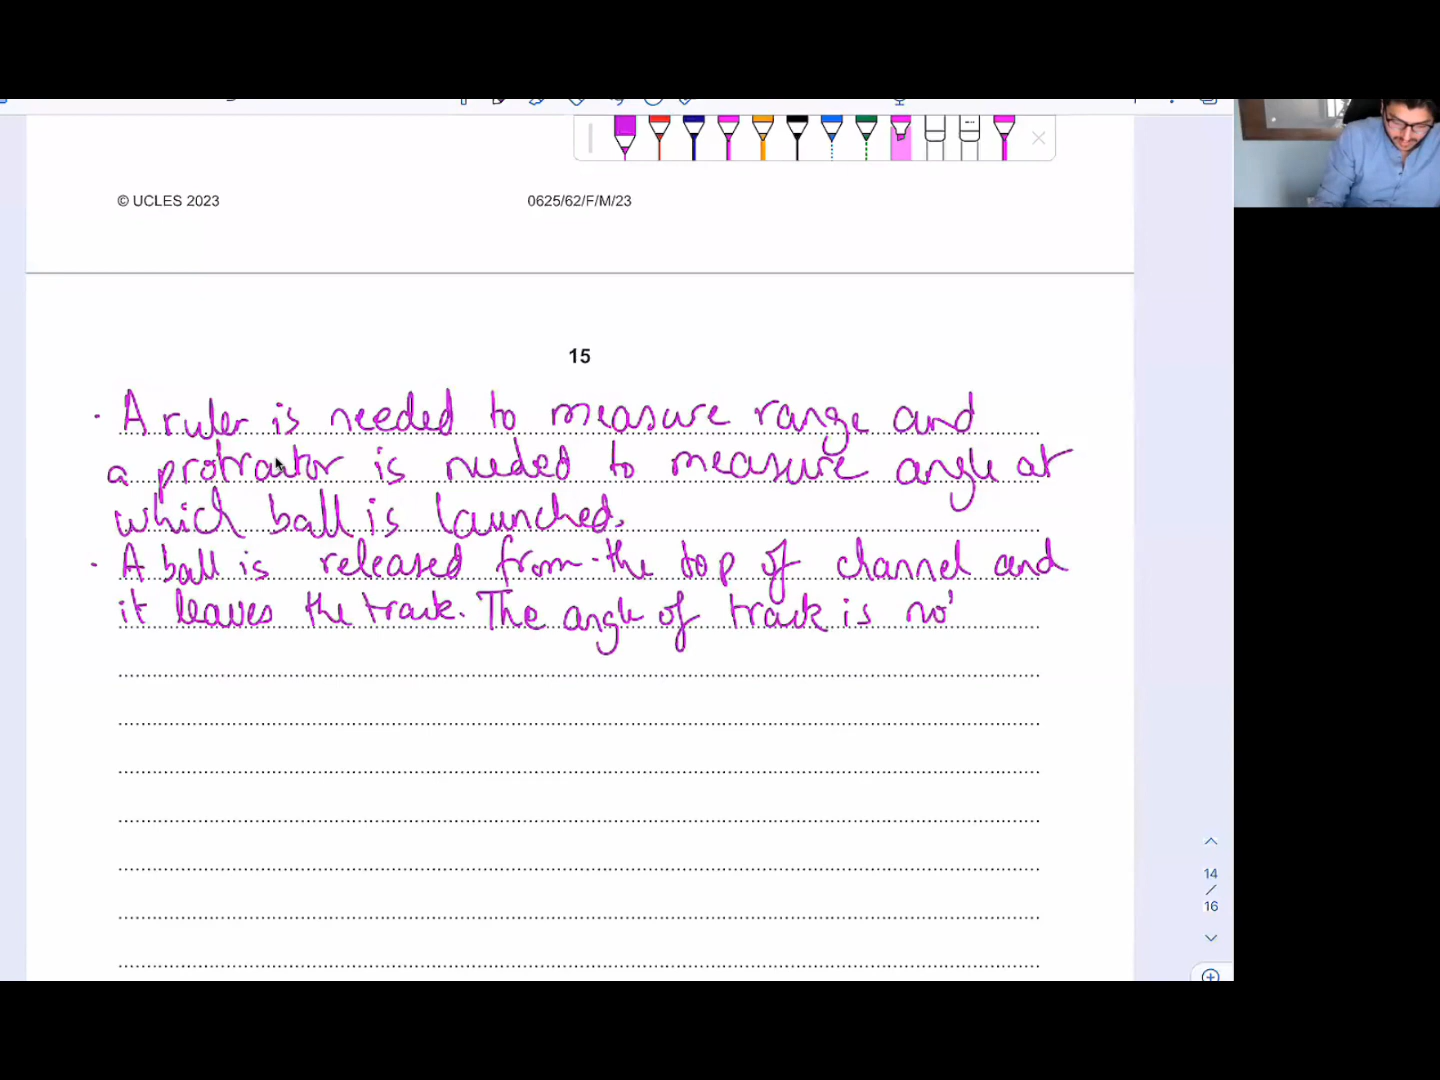 © UCLES 2023
0625/62/F/M/23
15
· A ruler is needed to measure range and
a protractor is needed to measure angle at
which ball is launched.
· A ball is released from the top of channel and
it leaves the track. The angle of track is
14
/
16